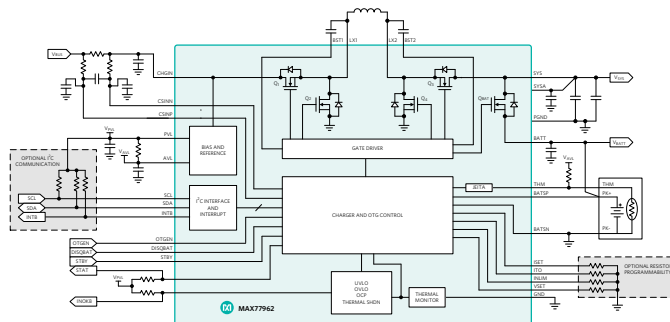 BST1 LX1 LX2 BST2
VBUS
CHGIN
Q1
Q2
Q3
Q4
QBAT
SYS
VSYS
SYSA
CSINN
CSINP
PGND
VPVL
PVL
BATT
VBATT
BIAS AND
REFERENCE
GATE DRIVER
VAVL
AVL
VAVL
OPTIONAL I2C
COMMUNICATION
SCL
SDA
INTB
SCL
SDA
INTB
I2C INTERFACE
AND
INTERRUPT
CHARGER AND OTG CONTROL
JEITA
THM
BATSP
BATSN
THM
PK+
PK-
OTGEN
DISQBAT
STBY
STAT
INOKB
OTGEN
DISQBAT
STBY
VPVL
UVLO
OVLO
OCP
THERMAL SHDN
THERMAL
MONITOR
ISET
ITO
INLIM
VSET
GND
OPTIONAL RESISTOR
PROGRAMMABILITY
MAX77962